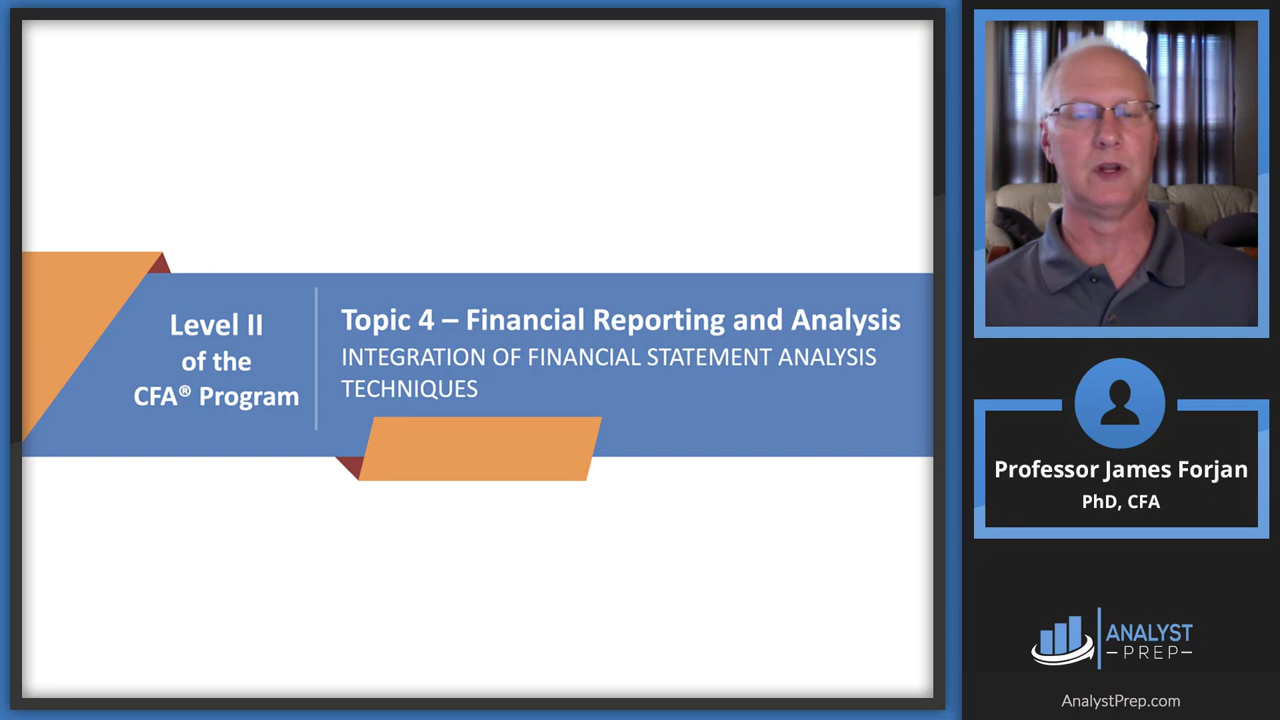 Level II
of the
CFA® Program
Topic 4 – Financial Reporting and Analysis
INTEGRATION OF FINANCIAL STATEMENT ANALYSIS
TECHNIQUES
Professor James Forjan
PhD, CFA
ANALYST
–PREP–
AnalystPrep.com